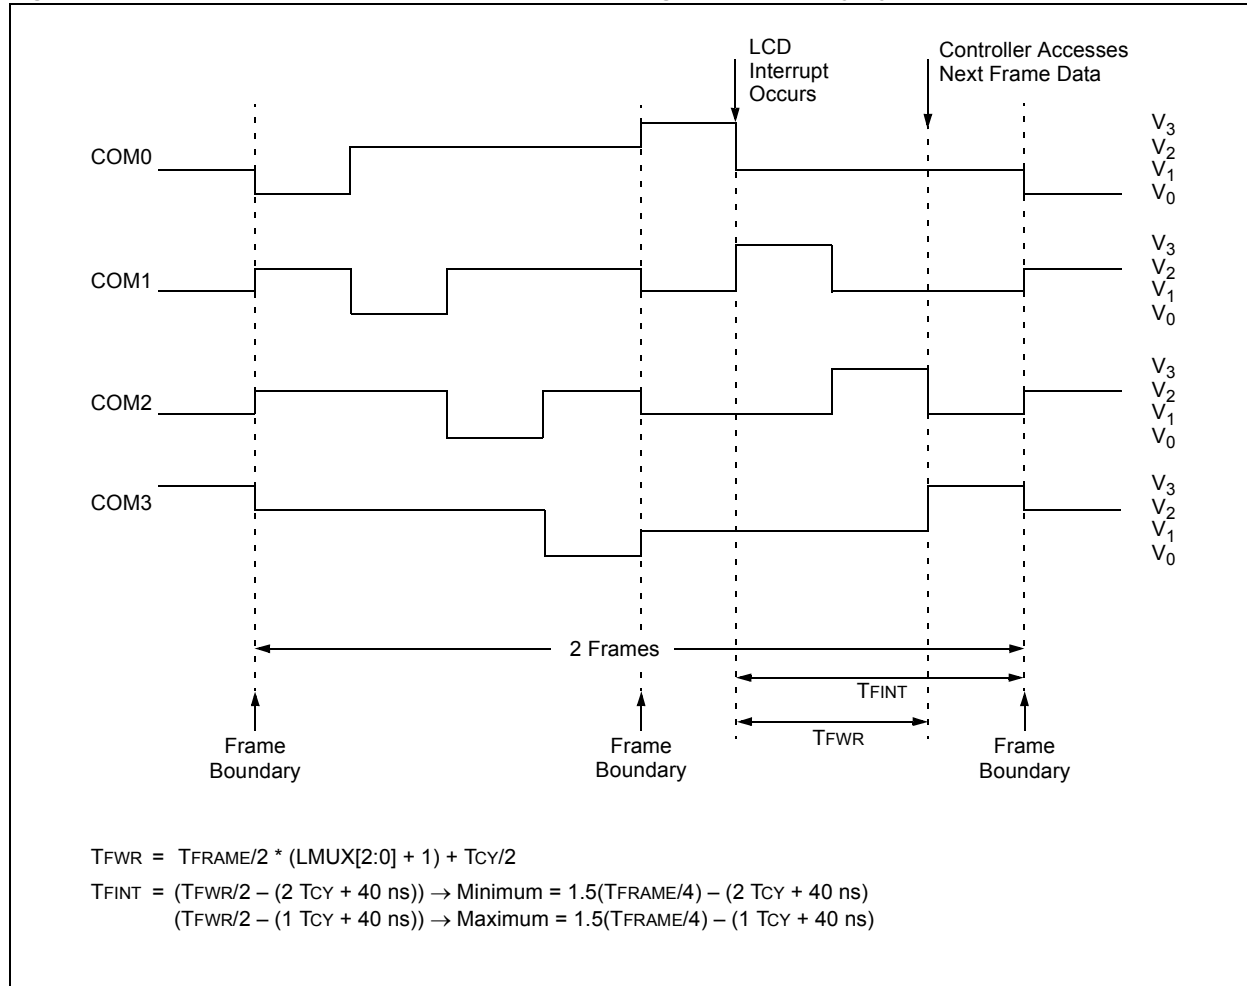 LCD
Interrupt
Occurs
Controller Accesses
Next Frame Data
COM0
V3
V2
V1
V0
COM1
V3
V2
V1
V0
COM2
V3
V2
V1
V0
COM3
V3
V2
V1
V0
2 Frames
TFINT
TFWR
Frame
Boundary
Frame
Boundary
Frame
Boundary
TFWR = TFRAME/2 * (LMUX[2:0] + 1) + TCY/2
TFINT = (TFWR/2 – (2 TCY + 40 ns)) → Minimum = 1.5(TFRAME/4) – (2 TCY + 40 ns)
(TFWR/2 – (1 TCY + 40 ns)) → Maximum = 1.5(TFRAME/4) – (1 TCY + 40 ns)